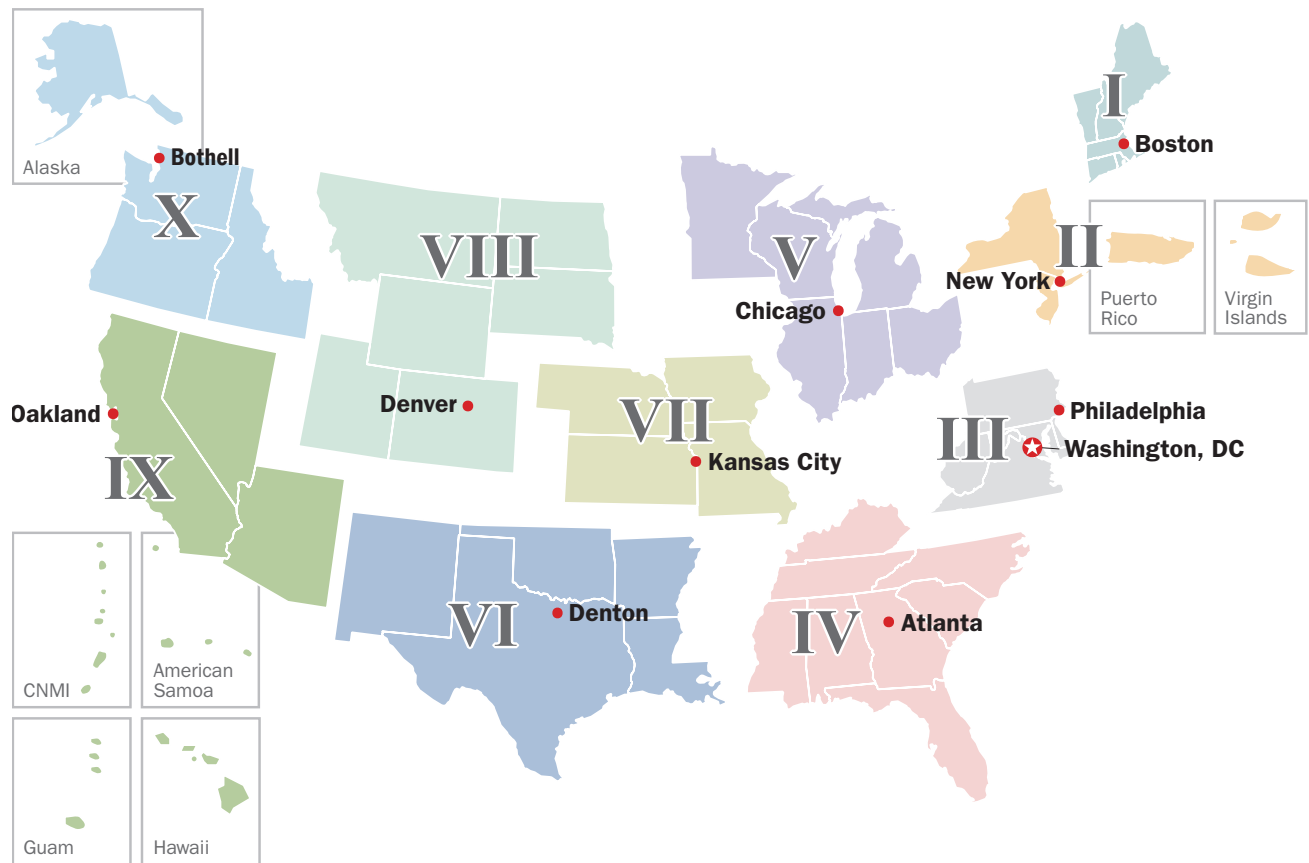 Alaska
Bothell
X
VIII
V
I
Boston
II
New York
Puerto
Rico
Virgin
Islands
Chicago
Oakland
Denver
VII
Kansas City
III
Philadelphia
Washington, DC
IX
CNMI
American
Samoa
VI
Denton
IV
Atlanta
Guam
Hawaii